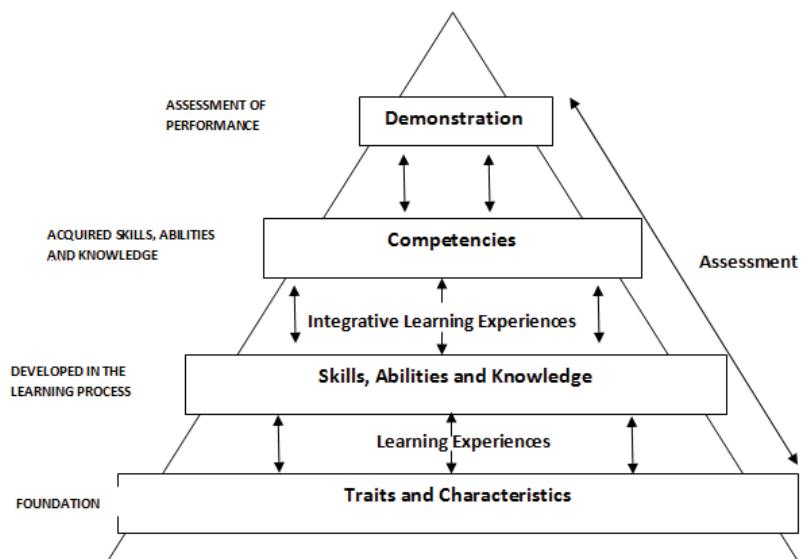 ASSESSMENT OF
PERFORMANCE
Demonstration
ACQUIRED SKILLS, ABILITIES
AND KNOWLEDGE
Competencies
Assessment
Integrative Learning Experiences
DEVELOPED IN THE
LEARNING PROCESS
Skills, Abilities and Knowledge
Learning Experiences
FOUNDATION
Traits and Characteristics